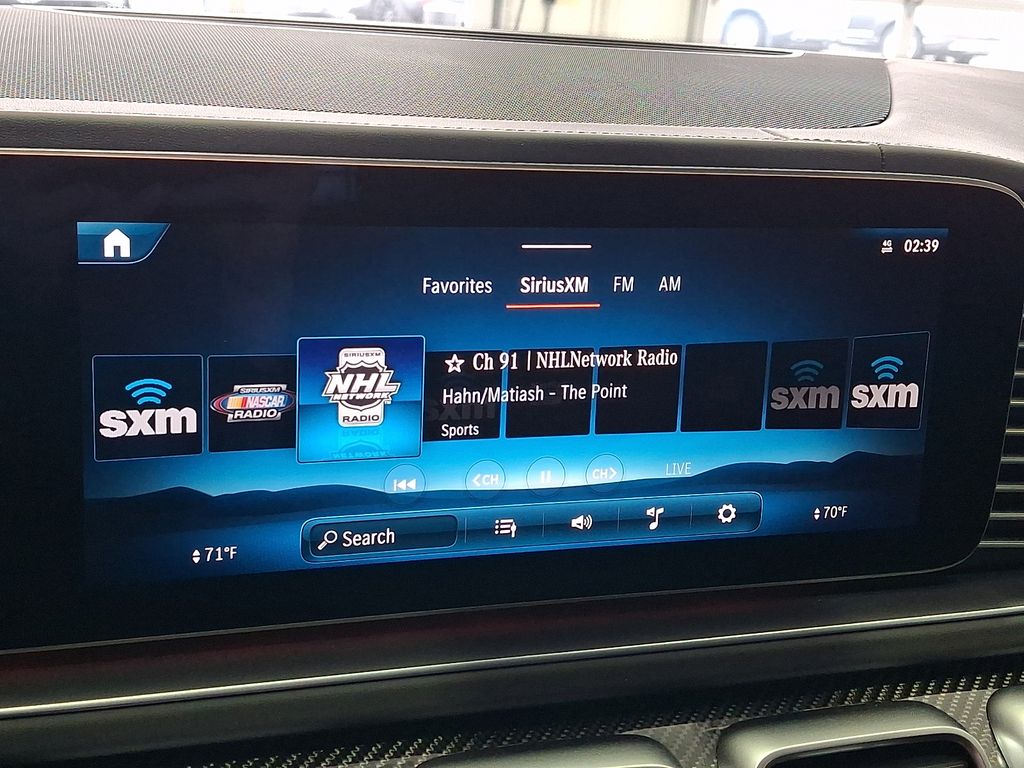 4G
02:39
Favorites SiriusXM FM AM
sxm
SIRIUSXM
NASCAR
RADIO
SIRIUSXM
NHL
NETWORK
RADIO
Ch 91 | NHLNetwork Radio
Hahn/Matiash - The Point
Sports
sxm
sxm
sxm
<CH
CH>
LIVE
71°F
Search
70°F